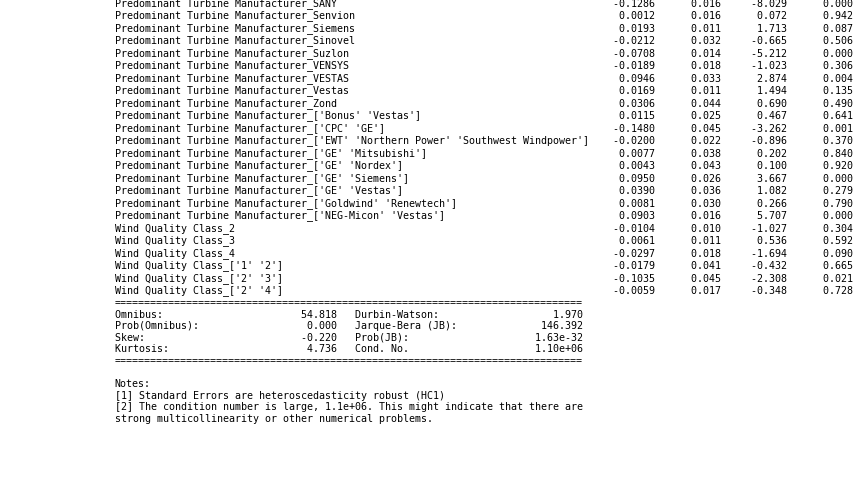 Predominant Turbine Manufacturer_SANY -0.1286 0.016 -8.029 0.000
Predominant Turbine Manufacturer_Senvion 0.0012 0.016 0.072 0.942
Predominant Turbine Manufacturer_Siemens 0.0193 0.011 1.713 0.087
Predominant Turbine Manufacturer_Sinovel -0.0212 0.032 -0.665 0.506
Predominant Turbine Manufacturer_Suzlon -0.0708 0.014 -5.212 0.000
Predominant Turbine Manufacturer_VENSYS -0.0189 0.018 -1.023 0.306
Predominant Turbine Manufacturer_VESTAS 0.0946 0.033 2.874 0.004
Predominant Turbine Manufacturer_Vestas 0.0169 0.011 1.494 0.135
Predominant Turbine Manufacturer_Zond 0.0306 0.044 0.690 0.490
Predominant Turbine Manufacturer_['Bonus' 'Vestas'] 0.0115 0.025 0.467 0.641
Predominant Turbine Manufacturer_['CPC' 'GE'] -0.1480 0.045 -3.262 0.001
Predominant Turbine Manufacturer_['EWT' 'Northern Power' 'Southwest Windpower'] -0.0200 0.022 -0.896 0.370
Predominant Turbine Manufacturer_['GE' 'Mitsubishi'] 0.0077 0.038 0.202 0.840
Predominant Turbine Manufacturer_['GE' 'Nordex'] 0.0043 0.043 0.100 0.920
Predominant Turbine Manufacturer_['GE' 'Siemens'] 0.0950 0.026 3.667 0.000
Predominant Turbine Manufacturer_['GE' 'Vestas'] 0.0390 0.036 1.082 0.279
Predominant Turbine Manufacturer_['Goldwind' 'Renewtech'] 0.0081 0.030 0.266 0.790
Predominant Turbine Manufacturer_['NEG-Micon' 'Vestas'] 0.0903 0.016 5.707 0.000
Wind Quality Class_2 -0.0104 0.010 -1.027 0.304
Wind Quality Class_3 0.0061 0.011 0.536 0.592
Wind Quality Class_4 -0.0297 0.018 -1.694 0.090
Wind Quality Class_['1' '2'] -0.0179 0.041 -0.432 0.665
Wind Quality Class_['2' '3'] -0.1035 0.045 -2.308 0.021
Wind Quality Class_['2' '4'] -0.0059 0.017 -0.348 0.728
==============================================================================
Omnibus: 54.818 Durbin-Watson: 1.970
Prob(Omnibus): 0.000 Jarque-Bera (JB): 146.392
Skew: -0.220 Prob(JB): 1.63e-32
Kurtosis: 4.736 Cond. No. 1.10e+06
==============================================================================
Notes:
[1] Standard Errors are heteroscedasticity robust (HC1)
[2] The condition number is large, 1.1e+06. This might indicate that there are
strong multicollinearity or other numerical problems.